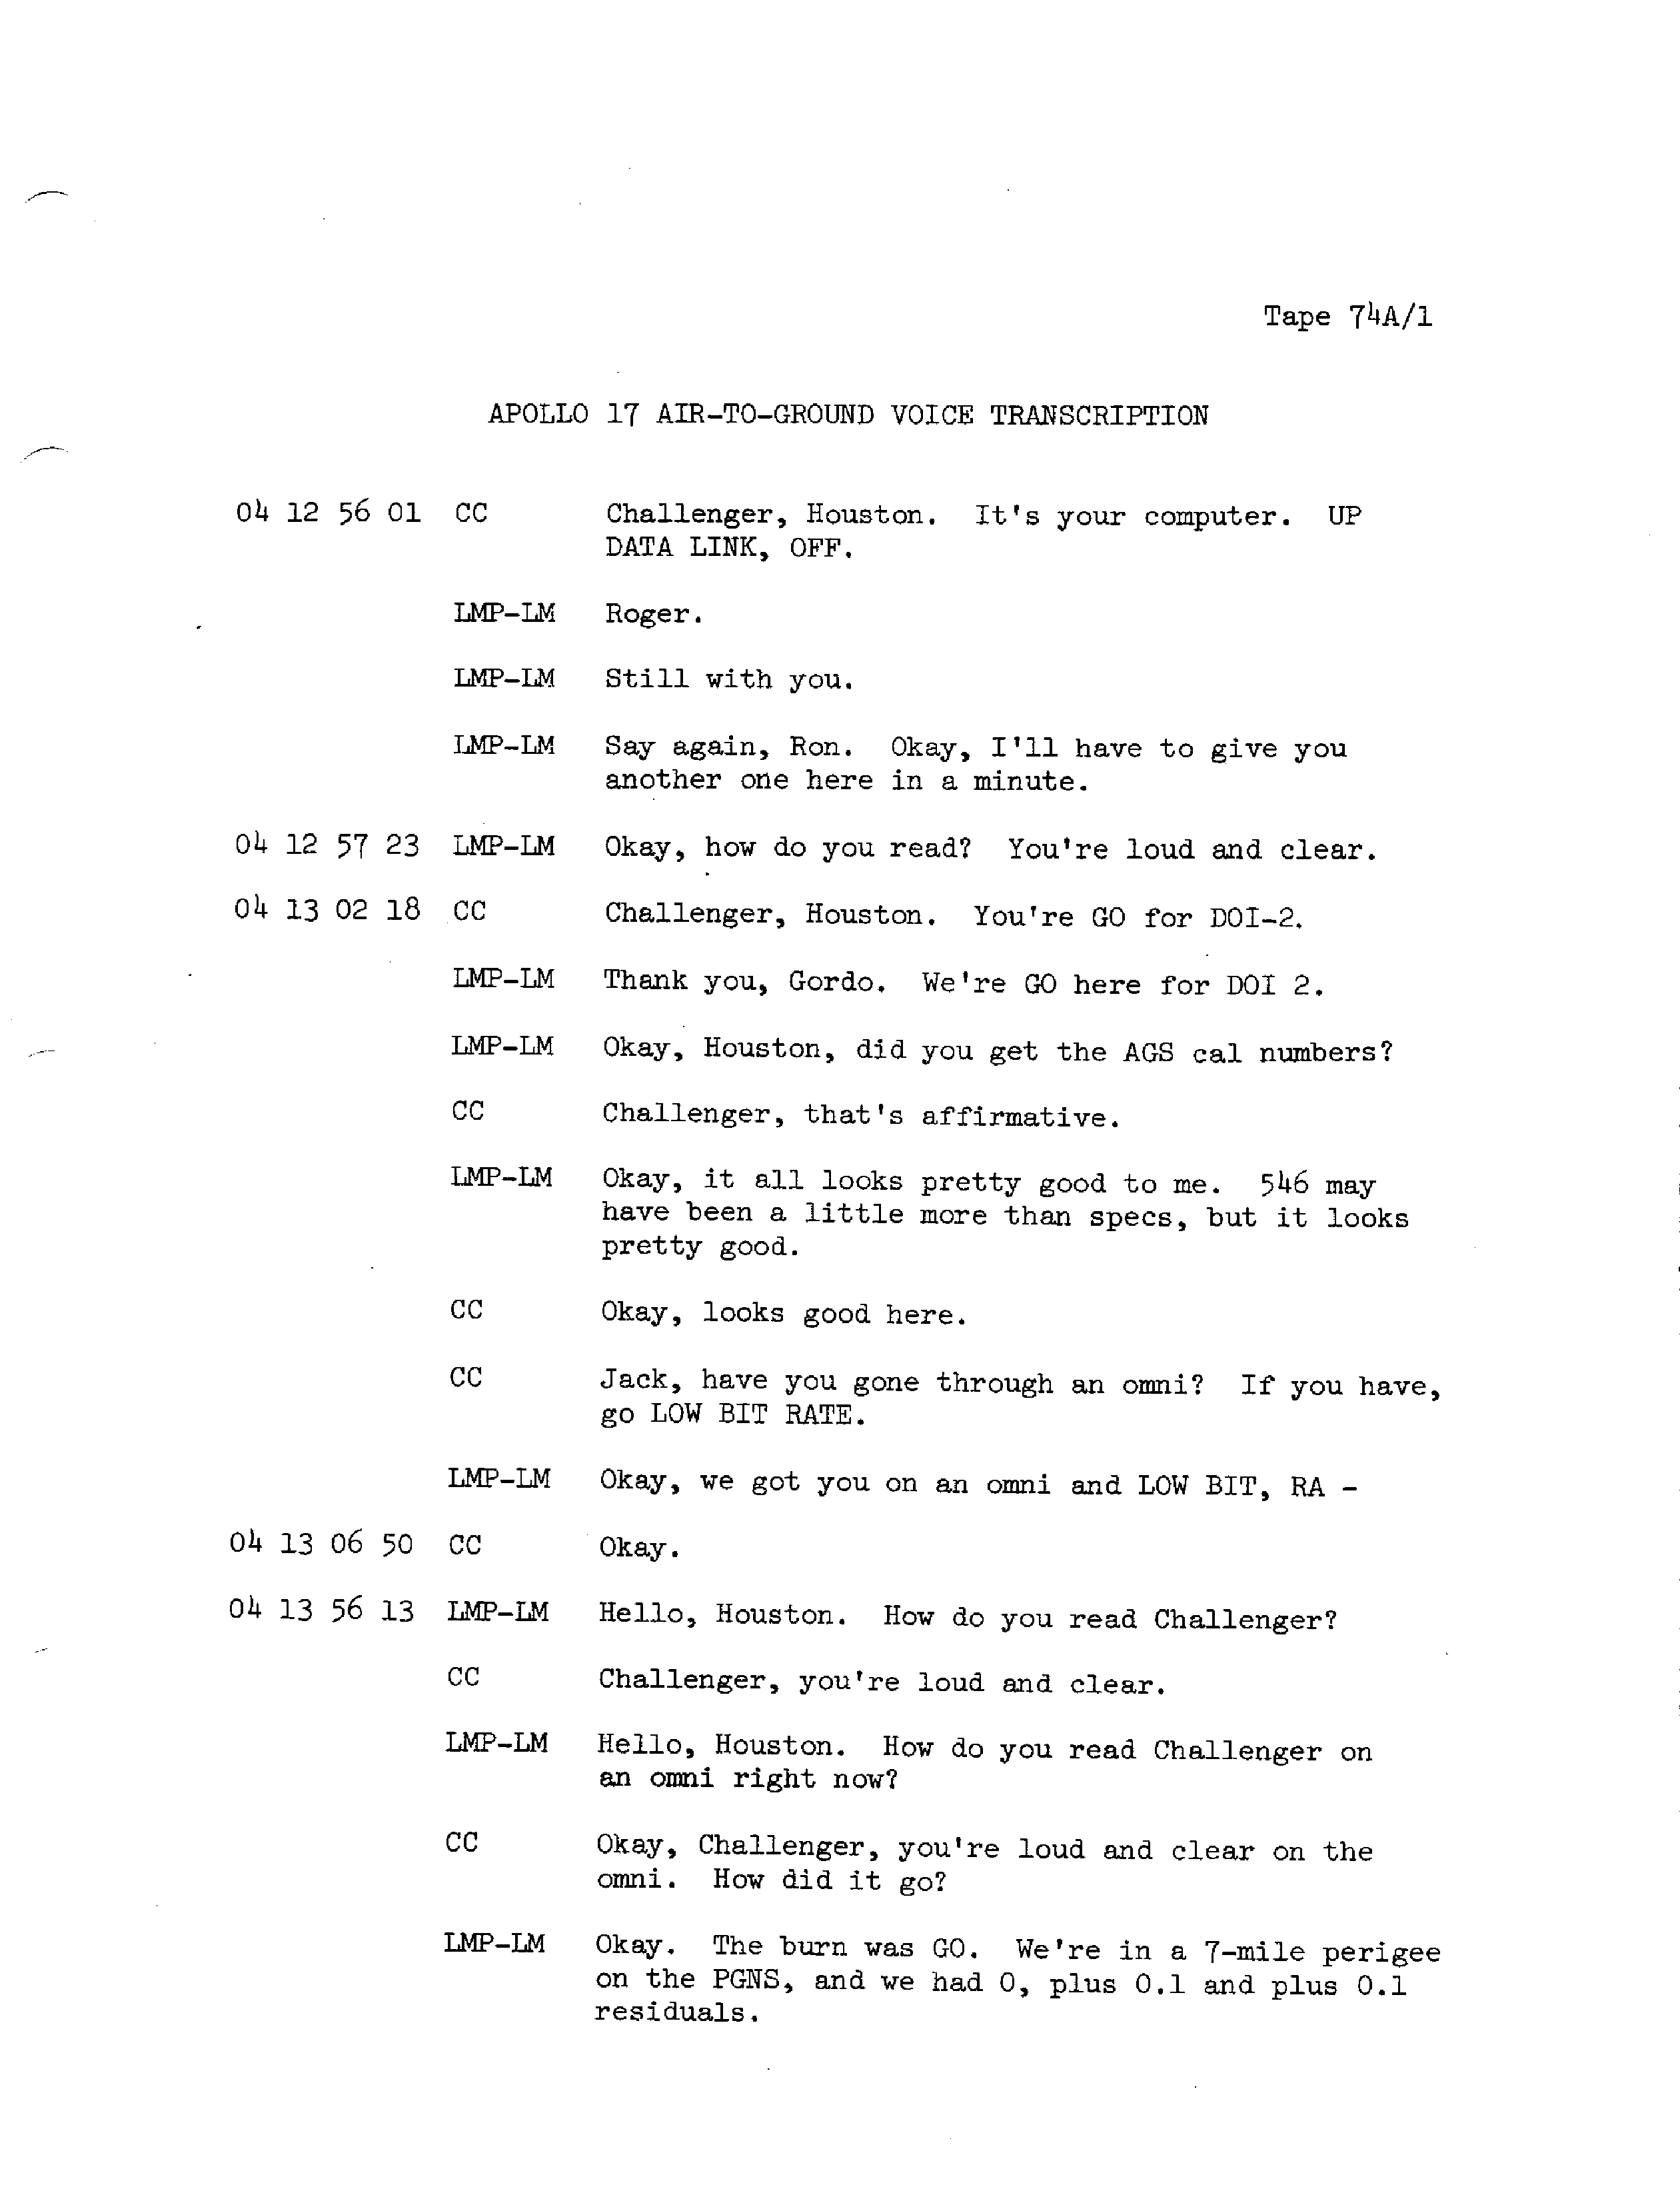 Tape 74A/1
APOLLO 17 AIR-TO-GROUND VOICE TRANSCRIPTION
04 12 56 01 CC Challenger, Houston. It's your computer. UP
DATA LINK, OFF.
LMP-LM Roger.
LMP-LM Still with you.
LMP-LM Say again, Ron. Okay, I'll have to give you
another one here in a minute.
04 12 57 23 LMP-LM Okay, how do you read? You're loud and clear.
04 13 02 18 CC Challenger, Houston. You're GO for DOI-2.
LMP-LM Thank you, Gordo. We're GO here for DOI 2.
LMP-LM Okay, Houston, did you get the AGS cal numbers?
CC Challenger, that's affirmative.
LMP-LM Okay, it all looks pretty good to me. 546 may
have been a little more than specs, but it looks
pretty good.
CC Okay, looks good here.
CC Jack, have you gone through an omni? If you have,
go LOW BIT RATE.
LMP-LM Okay, we got you on an omni and LOW BIT, RA -
04 13 06 50 CC Okay.
04 13 56 13 LMP-LM Hello, Houston. How do you read Challenger?
CC Challenger, you're loud and clear.
LMP-LM Hello, Houston. How do you read Challenger on
an omni right now?
CC Okay, Challenger, you're loud and clear on the
omni. How did it go?
LMP-LM Okay. The burn was GO. We're in a 7-mile perigee
on the PGNS, and we had 0, plus 0.1 and plus 0.1
residuals.